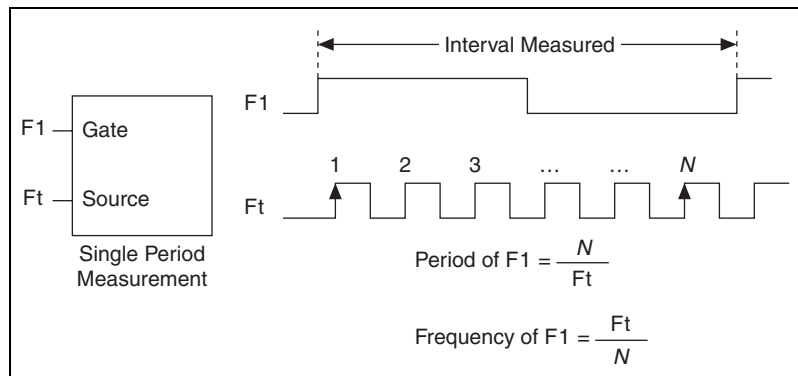 Interval Measured
F1
F1
Gate
1 2 3 … … N
Ft
Source
Ft
Single Period
Measurement
Period of F1 = N
Ft
Frequency of F1 = Ft
N